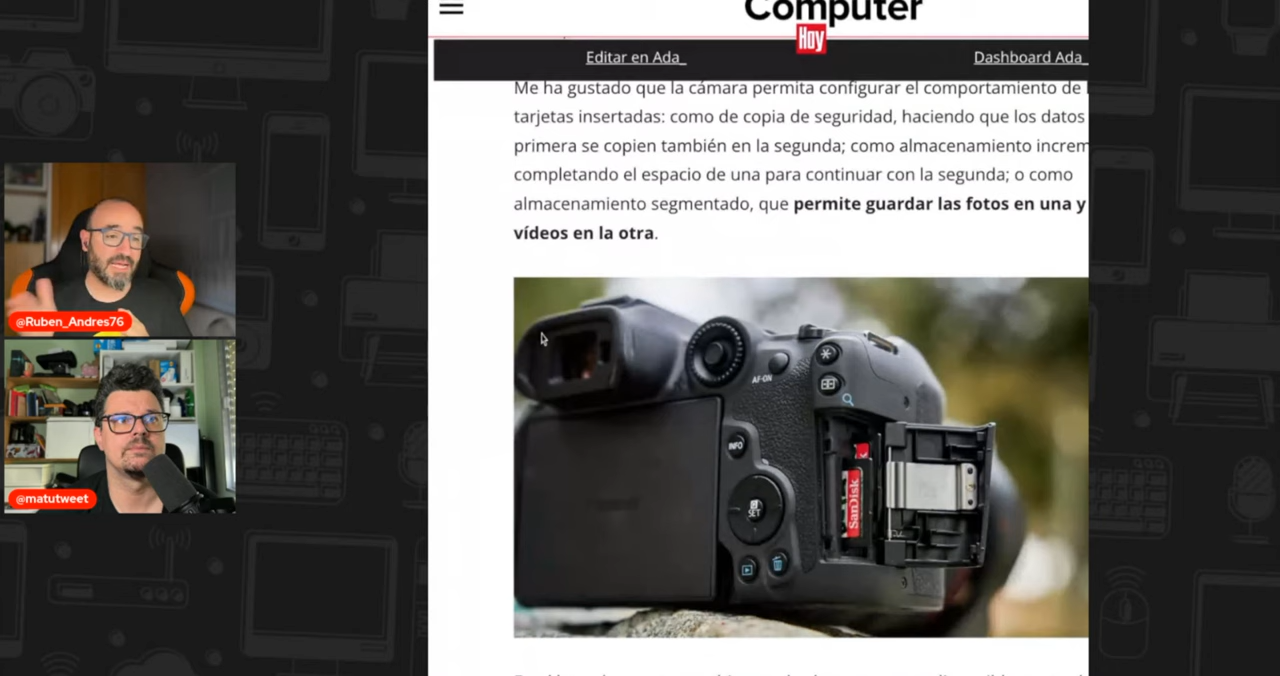 Computer
Hoy
Editar en Ada_
Dashboard Ada_
Me ha gustado que la cámara permita configurar el comportamiento de
tarjetas insertadas: como de copia de seguridad, haciendo que los datos
primera se copien también en la segunda; como almacenamiento increm
completando el espacio de una para continuar con la segunda; o como
almacenamiento segmentado, que permite guardar las fotos en una y
vídeos en la otra.
AF-ON
INFO
SET
SanDisk
@Ruben_Andres76
@matutweet